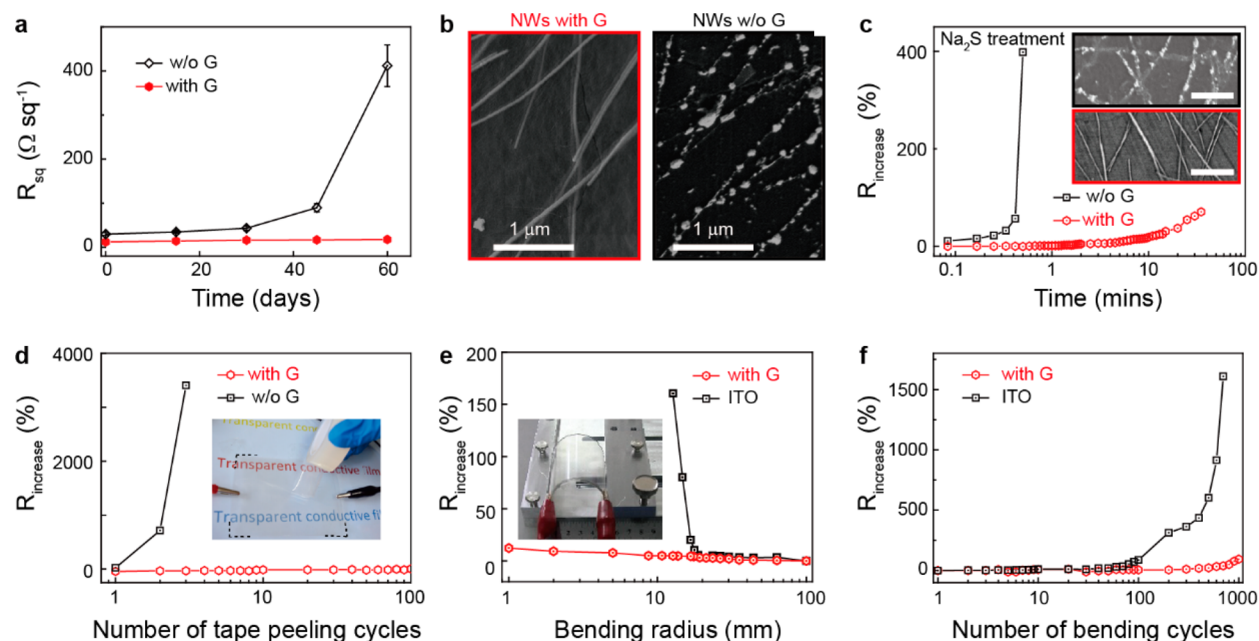 a
R_sq (Ω sq⁻¹)
400
200
0
w/o G
with G
0
20
40
60
Time (days)
b
NWs with G
NWs w/o G
1 μm
1 μm
c
R_increase (%)
400
200
0
Na₂S treatment
w/o G
with G
0.1
1
10
100
Time (mins)
d
R_increase (%)
4000
2000
0
with G
w/o G
Transparent conductive
Transparent conductive film
Transparent conductive fil
1
10
100
Number of tape peeling cycles
e
R_increase (%)
200
150
100
50
0
with G
ITO
1
10
100
Bending radius (mm)
f
R_increase (%)
1500
1000
500
0
with G
ITO
1
10
100
1000
Number of bending cycles